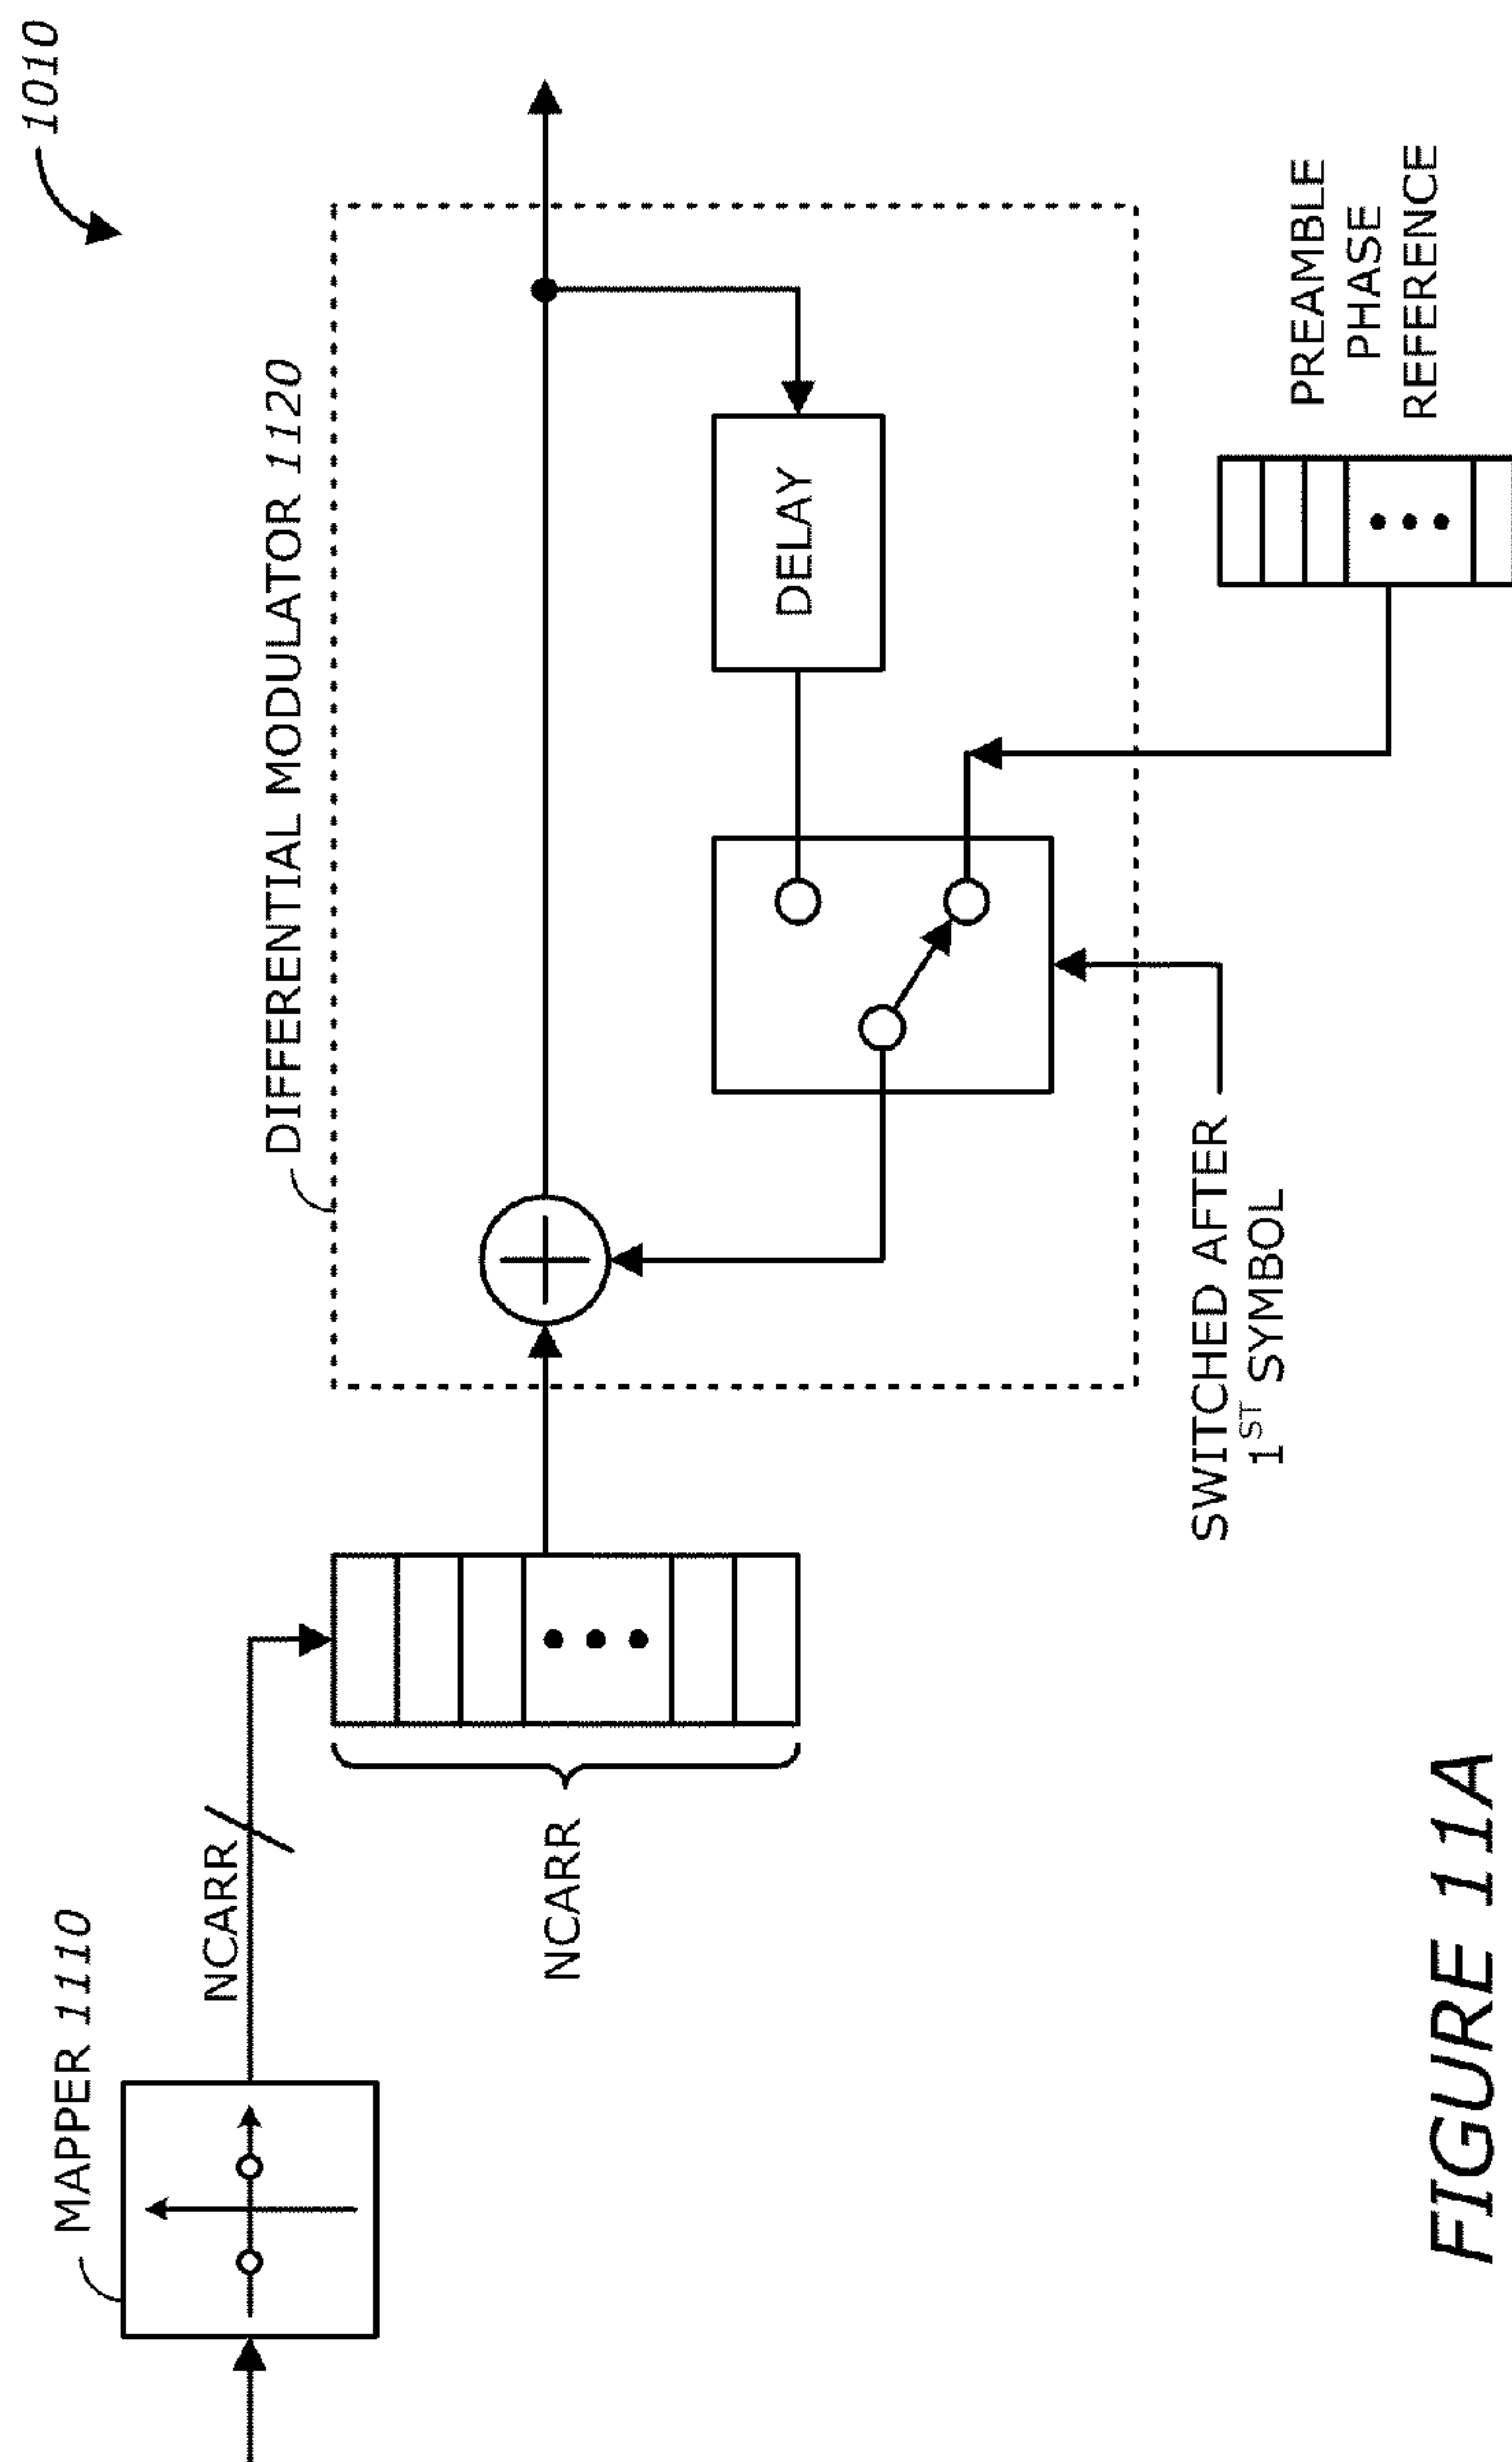 1010
MAPPER 1110
NCARR
NCARR
DIFFERENTIAL MODULATOR 1120
DELAY
SWITCHED AFTER
1ST SYMBOL
PREAMBLE
PHASE
REFERENCE
FIGURE 11A